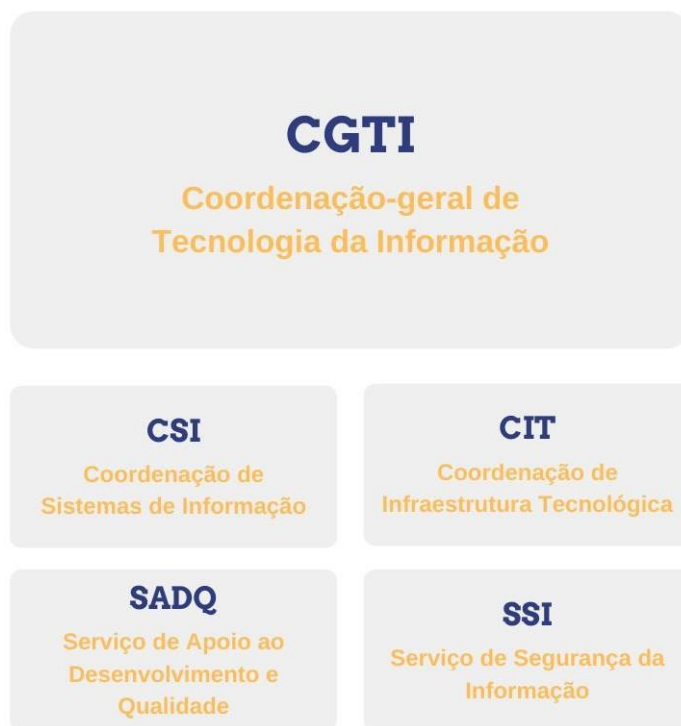 CGTI
Coordenação-geral de
Tecnologia da Informação
CSI
Coordenação de
Sistemas de Informação
CIT
Coordenação de
Infraestrutura Tecnológica
SADQ
Serviço de Apoio ao
Desenvolvimento e
Qualidade
SSI
Serviço de Segurança da
Informação